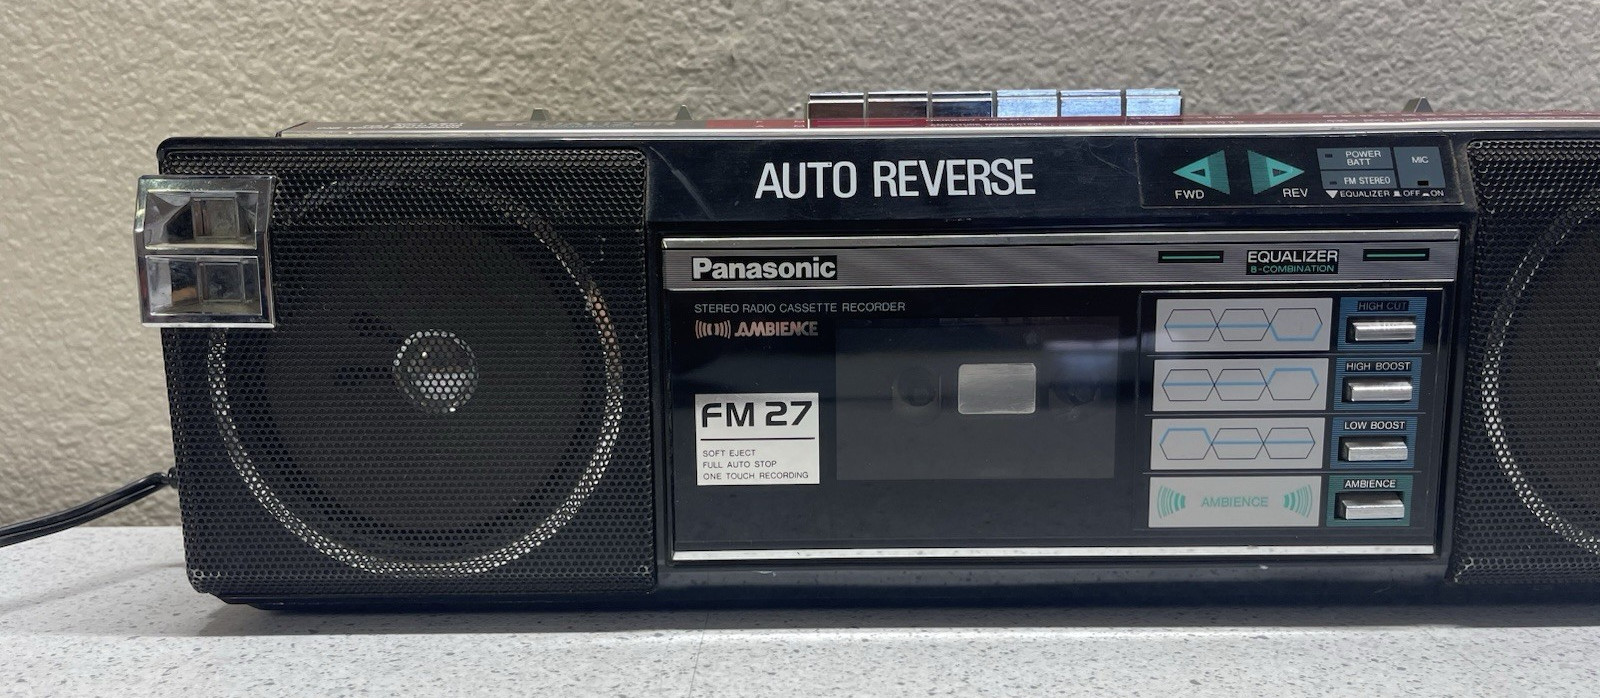 AUTO REVERSE
FWD
REV
POWER
BATT
MIC
FM STEREO
EQUALIZER OFF ON
Panasonic
EQUALIZER
8-COMBINATION
STEREO RADIO CASSETTE RECORDER
AMBIENCE
FM 27
SOFT EJECT
FULL AUTO STOP
ONE TOUCH RECORDING
HIGH CUT
HIGH BOOST
LOW BOOST
AMBIENCE
AMBIENCE